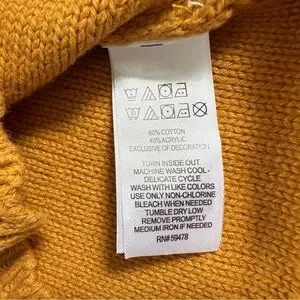 60% COTTON
40% ACRYLIC
EXCLUSIVE OF DECORATION
TURN INSIDE OUT
MACHINE WASH COOL -
DELICATE CYCLE
WASH WITH LIKE COLORS
USE ONLY NON-CHLORINE
BLEACH WHEN NEEDED
TUMBLE DRY LOW
REMOVE PROMPTLY
MEDIUM IRON IF NEEDED
RN# 59478